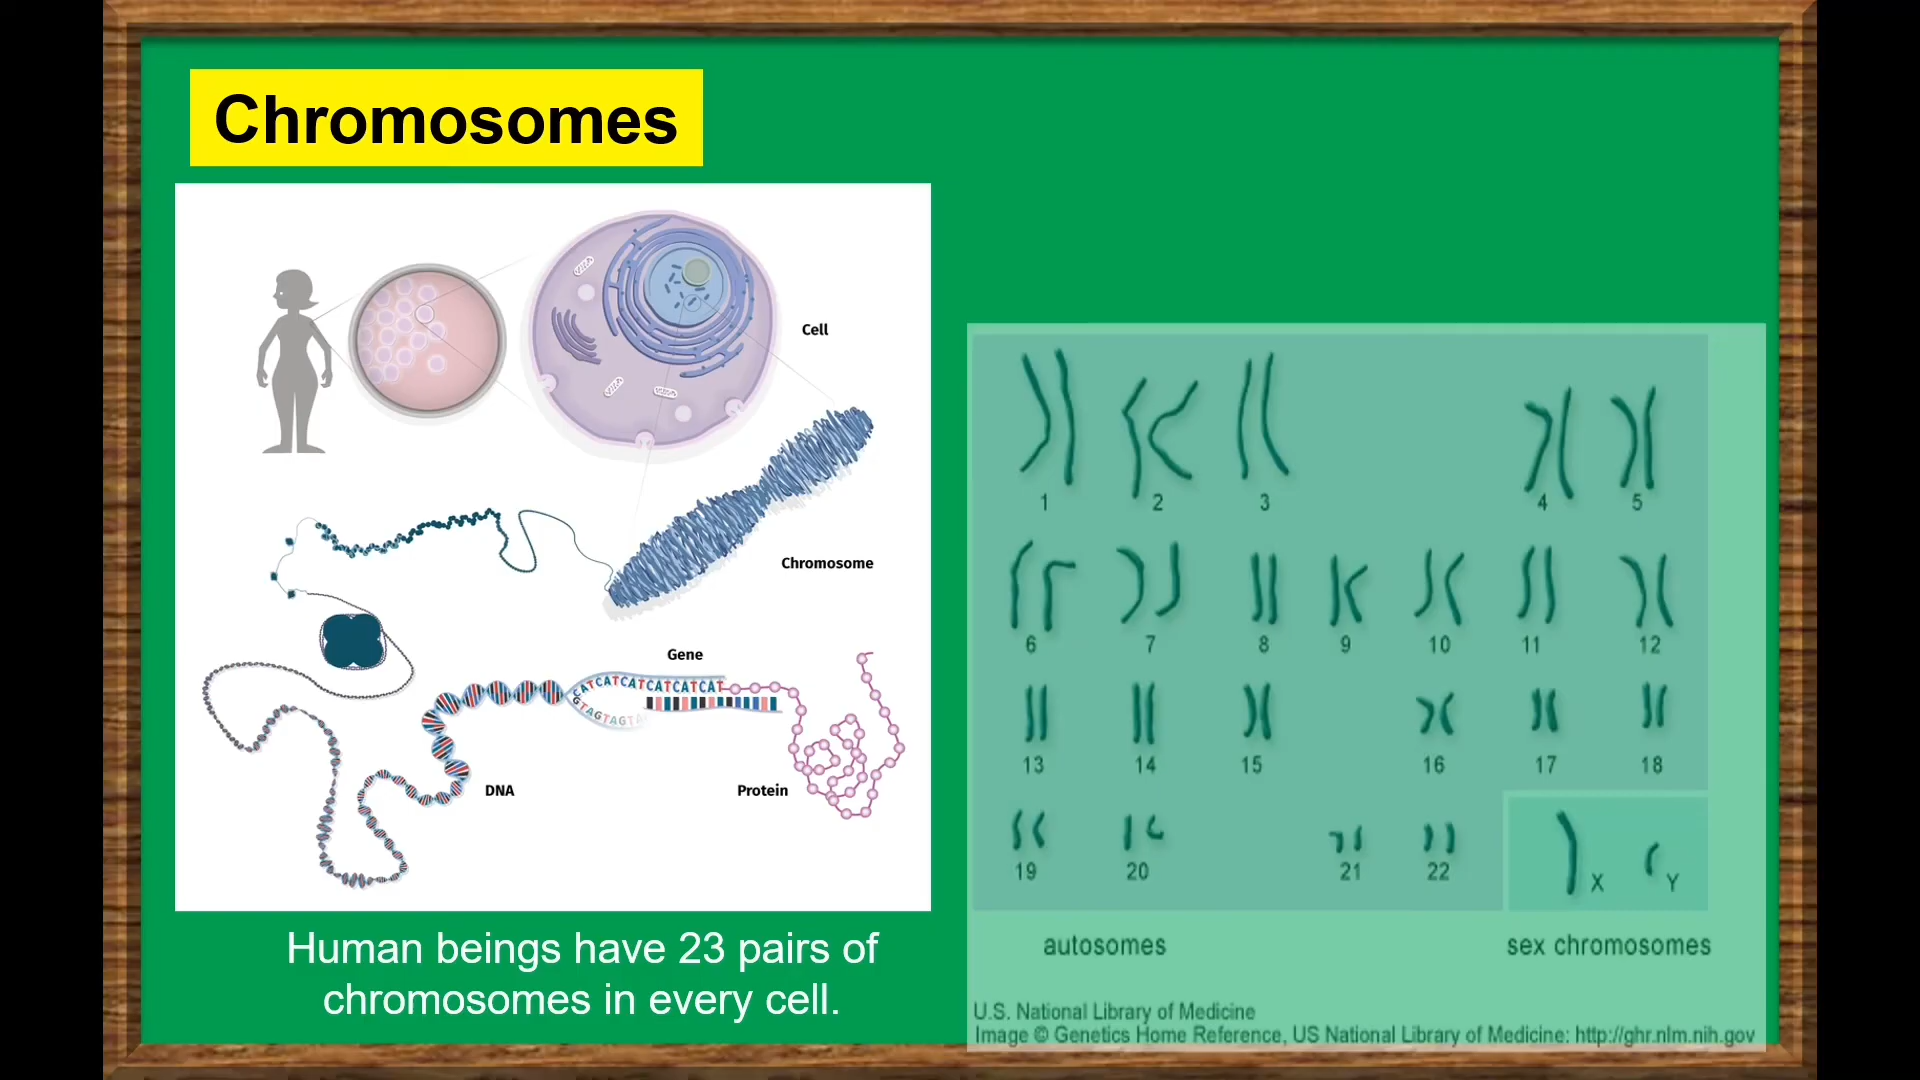 Chromosomes
Cell
Chromosome
Gene
CATCATCATCATCATCAT
GTAGTAGTA
DNA
Protein
Human beings have 23 pairs of
chromosomes in every cell.
1 2 3 4 5
6 7 8 9 10 11 12
13 14 15 16 17 18
19 20 21 22 X Y
autosomes sex chromosomes
U.S. National Library of Medicine
Image © Genetics Home Reference, US National Library of Medicine: http://ghr.nlm.nih.gov